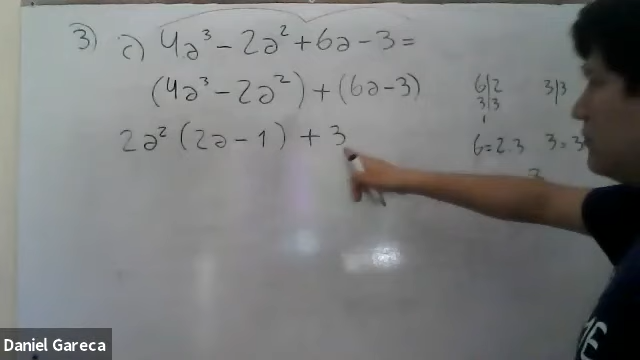 3) c) 4a³ - 2a² + 6a - 3 =
(4a³ - 2a²) + (6a - 3)
2a² (2a - 1) + 3
6|2 3|3
3|3
1
6 = 2.3 3 = 3
Daniel Gareca